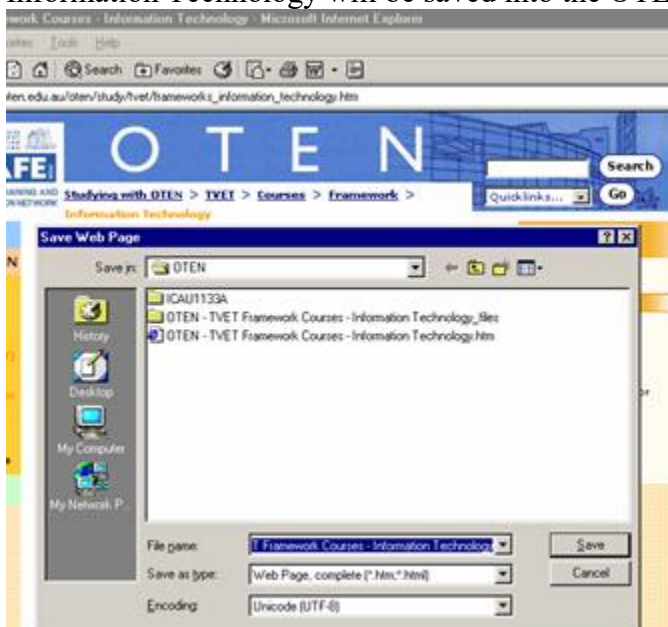 Information Technology will be saved into the OTE
work Courses - Information Technology - Microsoft Internet Explorer
Tools Help
Search Favorites
oten.edu.au/oten/study/tvet/frameworks_information_technology.htm
OTEN
AFE
Search
Studying with OTEN > TVET > Courses > Framework >
Quicklinks... Go
Information Technology
Save Web Page
Save in: OTEN
ICAU1133A
OTEN - TVET Framework Courses - Information Technology_files
OTEN - TVET Framework Courses - Information Technology.htm
History
Desktop
My Computer
My Network P...
File name: T Framework Courses - Information Technology Save
Save as type: Web Page, complete (*.htm;*.html) Cancel
Encoding: Unicode (UTF-8)